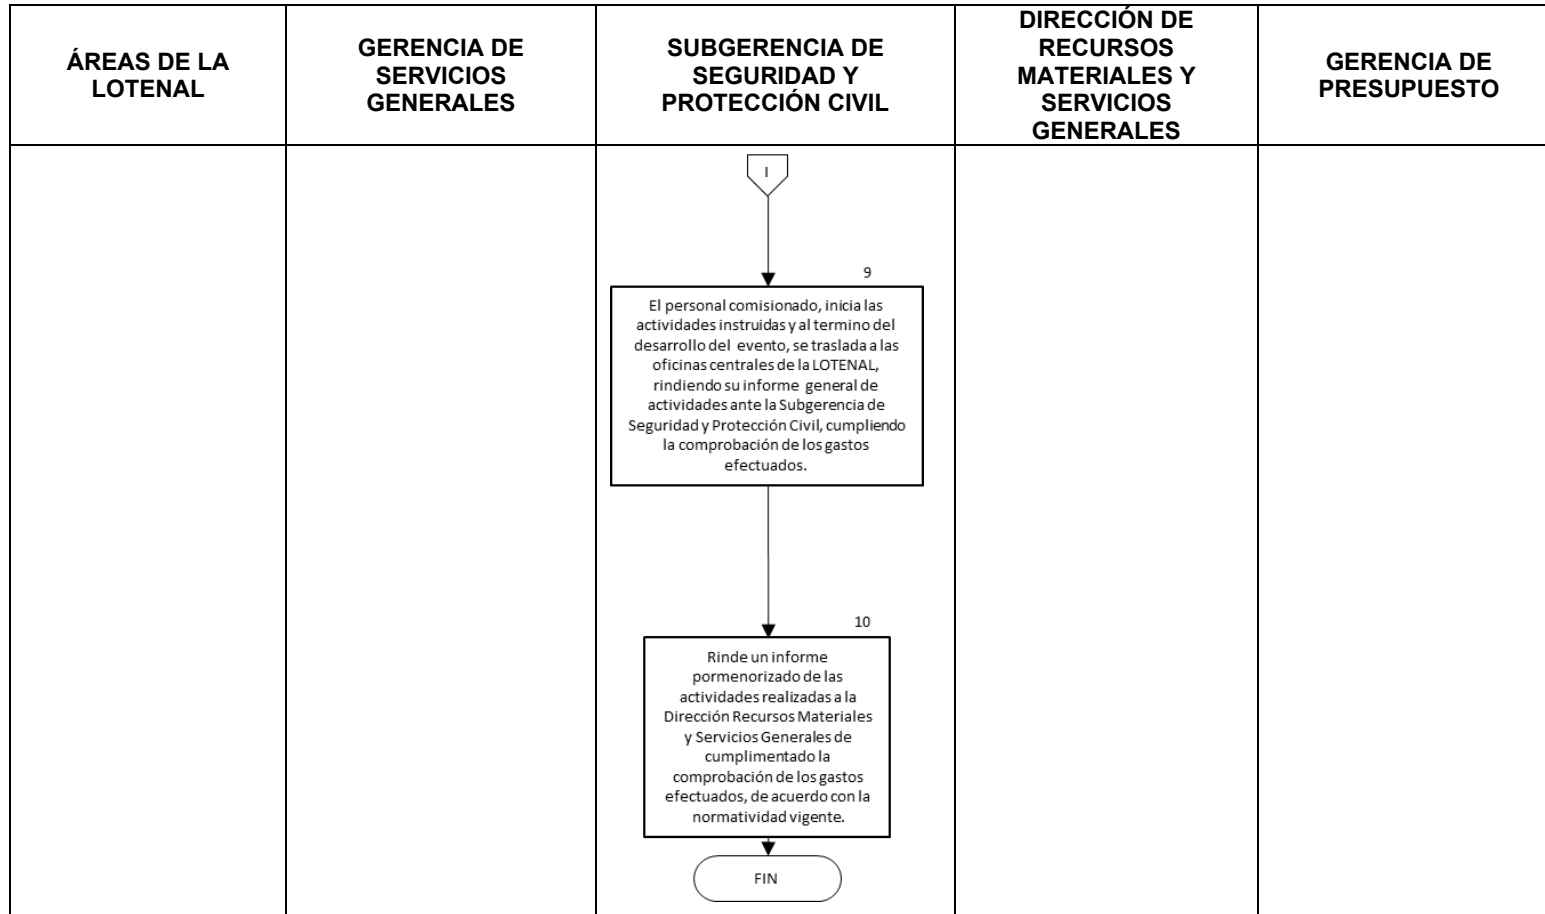 ÁREAS DE LA
LOTENAL
GERENCIA DE
SERVICIOS
GENERALES
SUBGERENCIA DE
SEGURIDAD Y
PROTECCIÓN CIVIL
DIRECCIÓN DE
RECURSOS
MATERIALES Y
SERVICIOS
GENERALES
GERENCIA DE
PRESUPUESTO
I
9
El personal comisionado, inicia las
actividades instruidas y al termino del
desarrollo del evento, se traslada a las
oficinas centrales de la LOTENAL,
rindiendo su informe general de
actividades ante la Subgerencia de
Seguridad y Protección Civil, cumpliendo
la comprobación de los gastos
efectuados.
10
Rinde un informe
pormenorizado de las
actividades realizadas a la
Dirección Recursos Materiales
y Servicios Generales de
cumplimentado la
comprobación de los gastos
efectuados, de acuerdo con la
normatividad vigente.
FIN